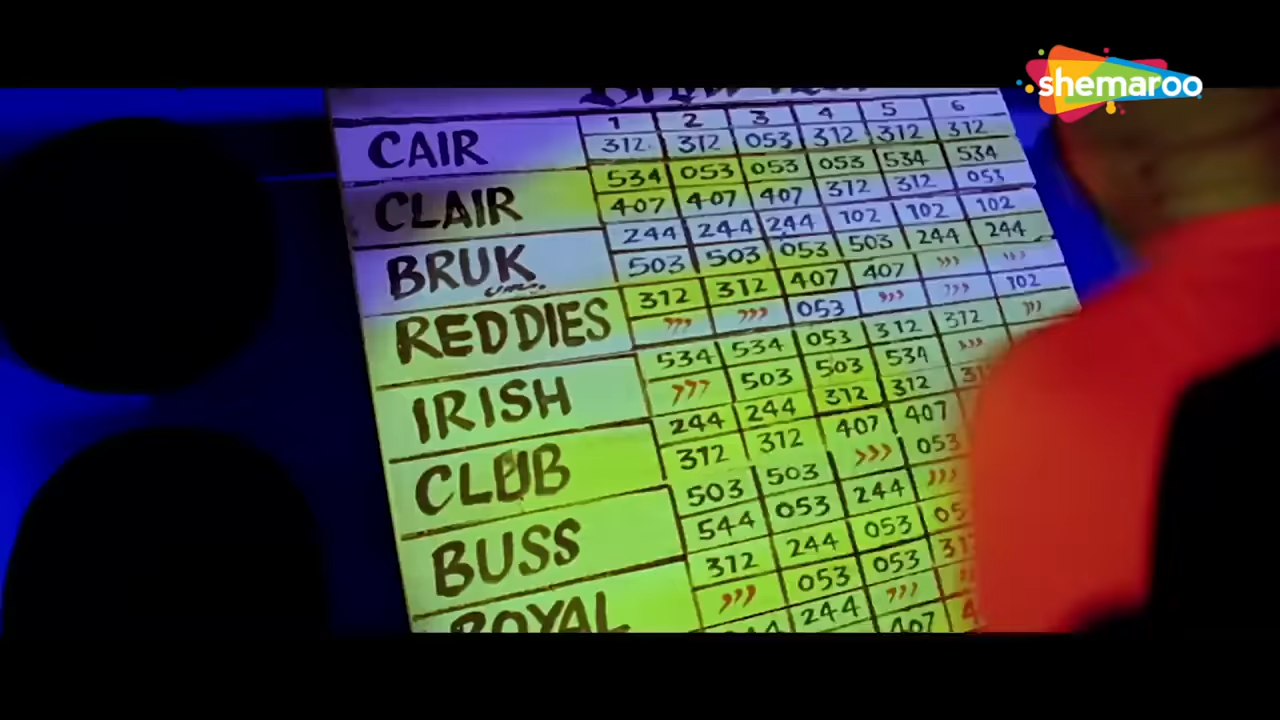 shemaroo
1 2 3 4 5 6
CAIR 312 312 053 312 312 312
534 053 053 053 534 534
CLAIR 407 407 407 312 312 053
244 244 244 102 102 102
BRUK 503 503 053 503 244 244
312 312 407 407 ››› ›››
REDDIES ››› ››› 053 ››› ››› 102
534 534 053 312 312 ›››
IRISH ››› 503 503 534 ›››
244 244 312 312
CLUB 312 312 407 407
503 503 ››› 053
BUSS 544 053 244 ›››
312 244 053
ROYAL ››› 053 053
244 407